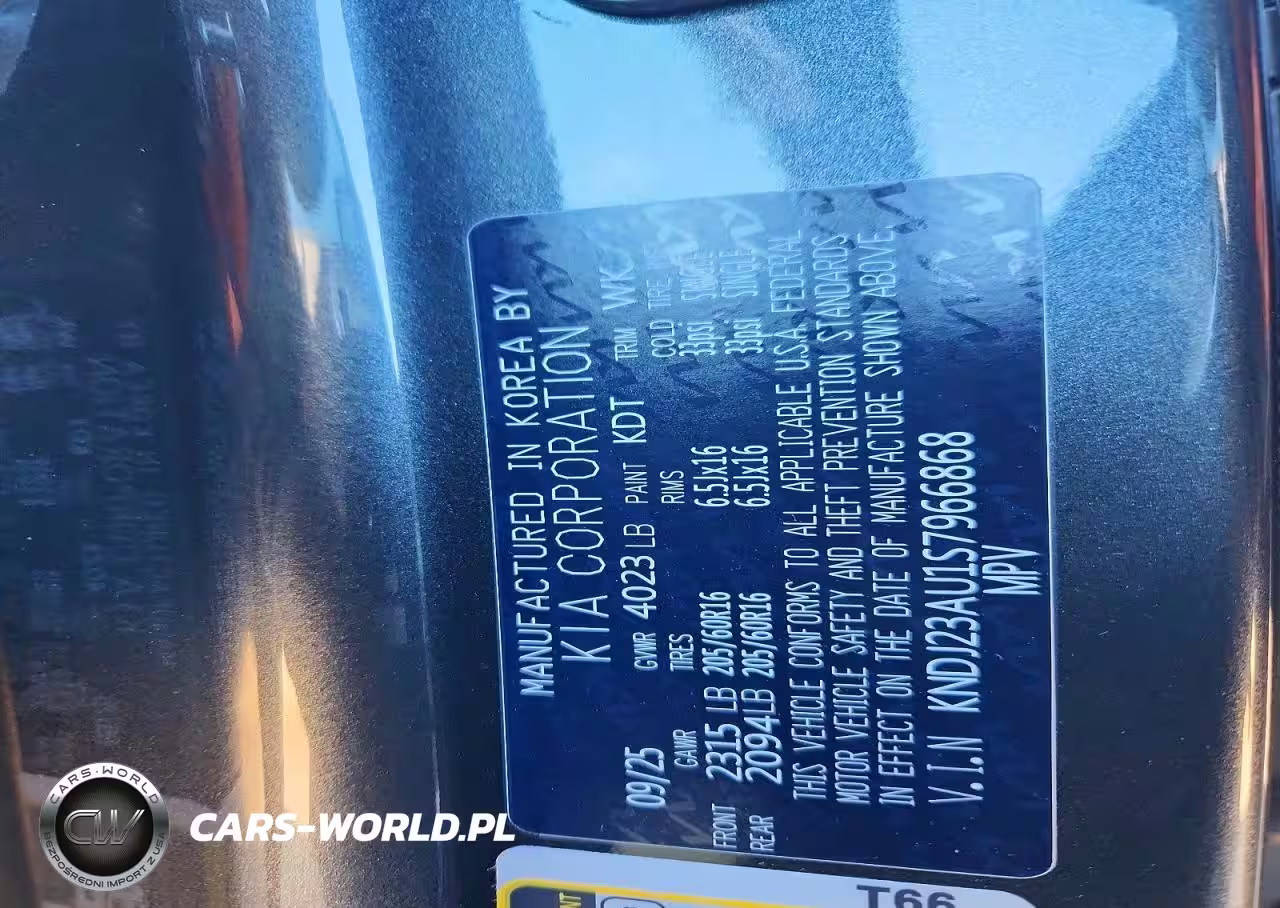 MANUFACTURED IN KOREA BY
KIA CORPORATION
09/25 GVWR 4023 LB PAINT KDT TRIM WK
GAWR TIRES RIMS COLD TIRE
FRONT 2315 LB 205/60R16 6.5Jx16 33psi SINGLE
REAR 2094LB 205/60R16 6.5Jx16 33psi SINGLE
THIS VEHICLE CONFORMS TO ALL APPLICABLE U.S.A. FEDERAL
MOTOR VEHICLE SAFETY AND THEFT PREVENTION STANDARDS
IN EFFECT ON THE DATE OF MANUFACTURE SHOWN ABOVE.
V.I.N KNDJ23AU1S7966868
MPV
T66
CARS-WORLD
CW
BEZPOŚREDNI IMPORT Z USA
CARS-WORLD.PL